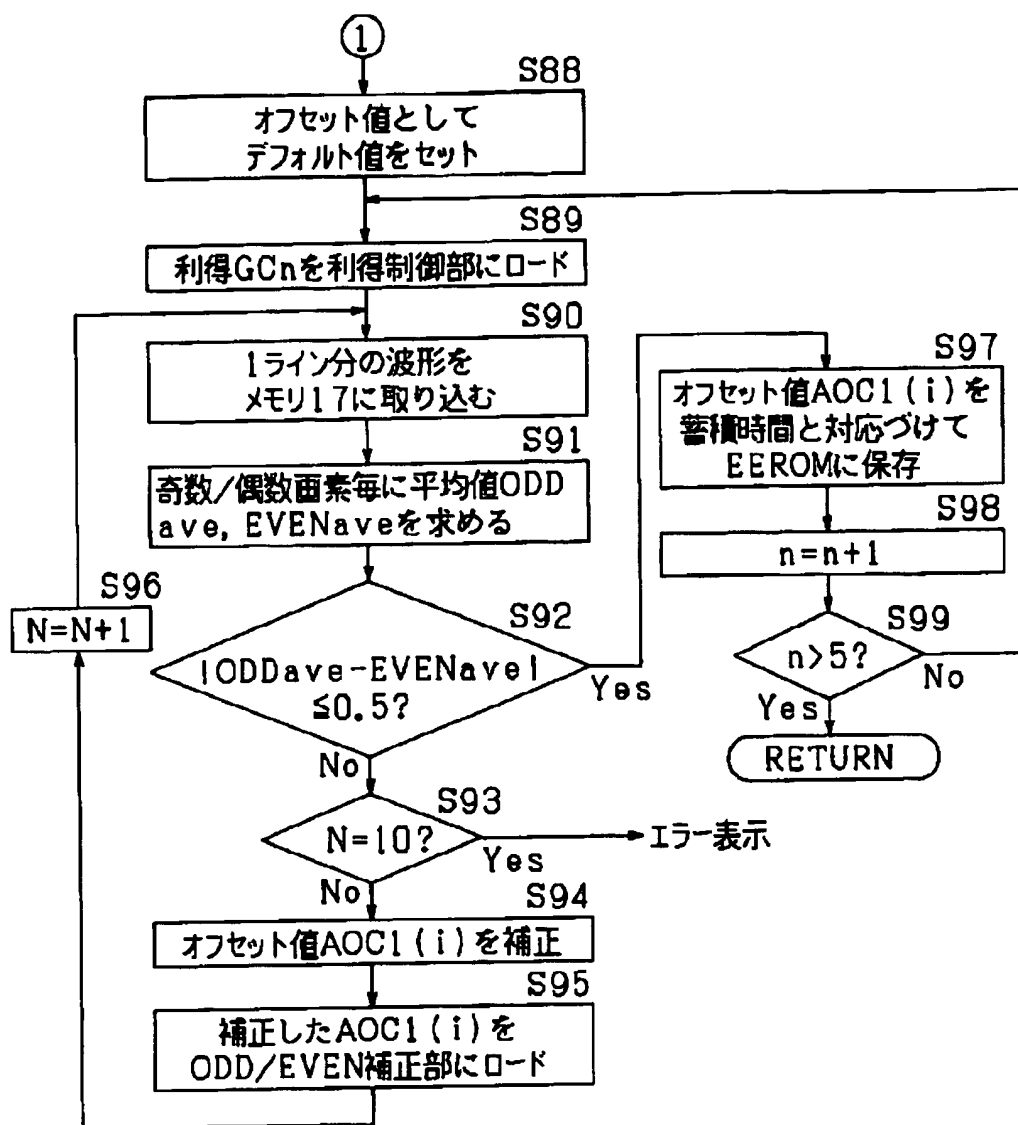 1
S88
オフセット値として
デフォルト値をセット
S89
利得GCnを利得制御部にロード
S90
1ライン分の波形を
メモリ17に取り込む
S91
奇数/偶数画素毎に平均値ODD
ave, EVENaveを求める
S92
|ODDave-EVENave|
≦0.5?
Yes
No
S93
N=10?
Yes
エラー表示
No
S94
オフセット値AOC1(i)を補正
S95
補正したAOC1(i)を
ODD/EVEN補正部にロード
S96
N=N+1
S97
オフセット値AOC1(i)を
蓄積時間と対応づけて
EEROMに保存
S98
n=n+1
S99
n>5?
No
Yes
RETURN